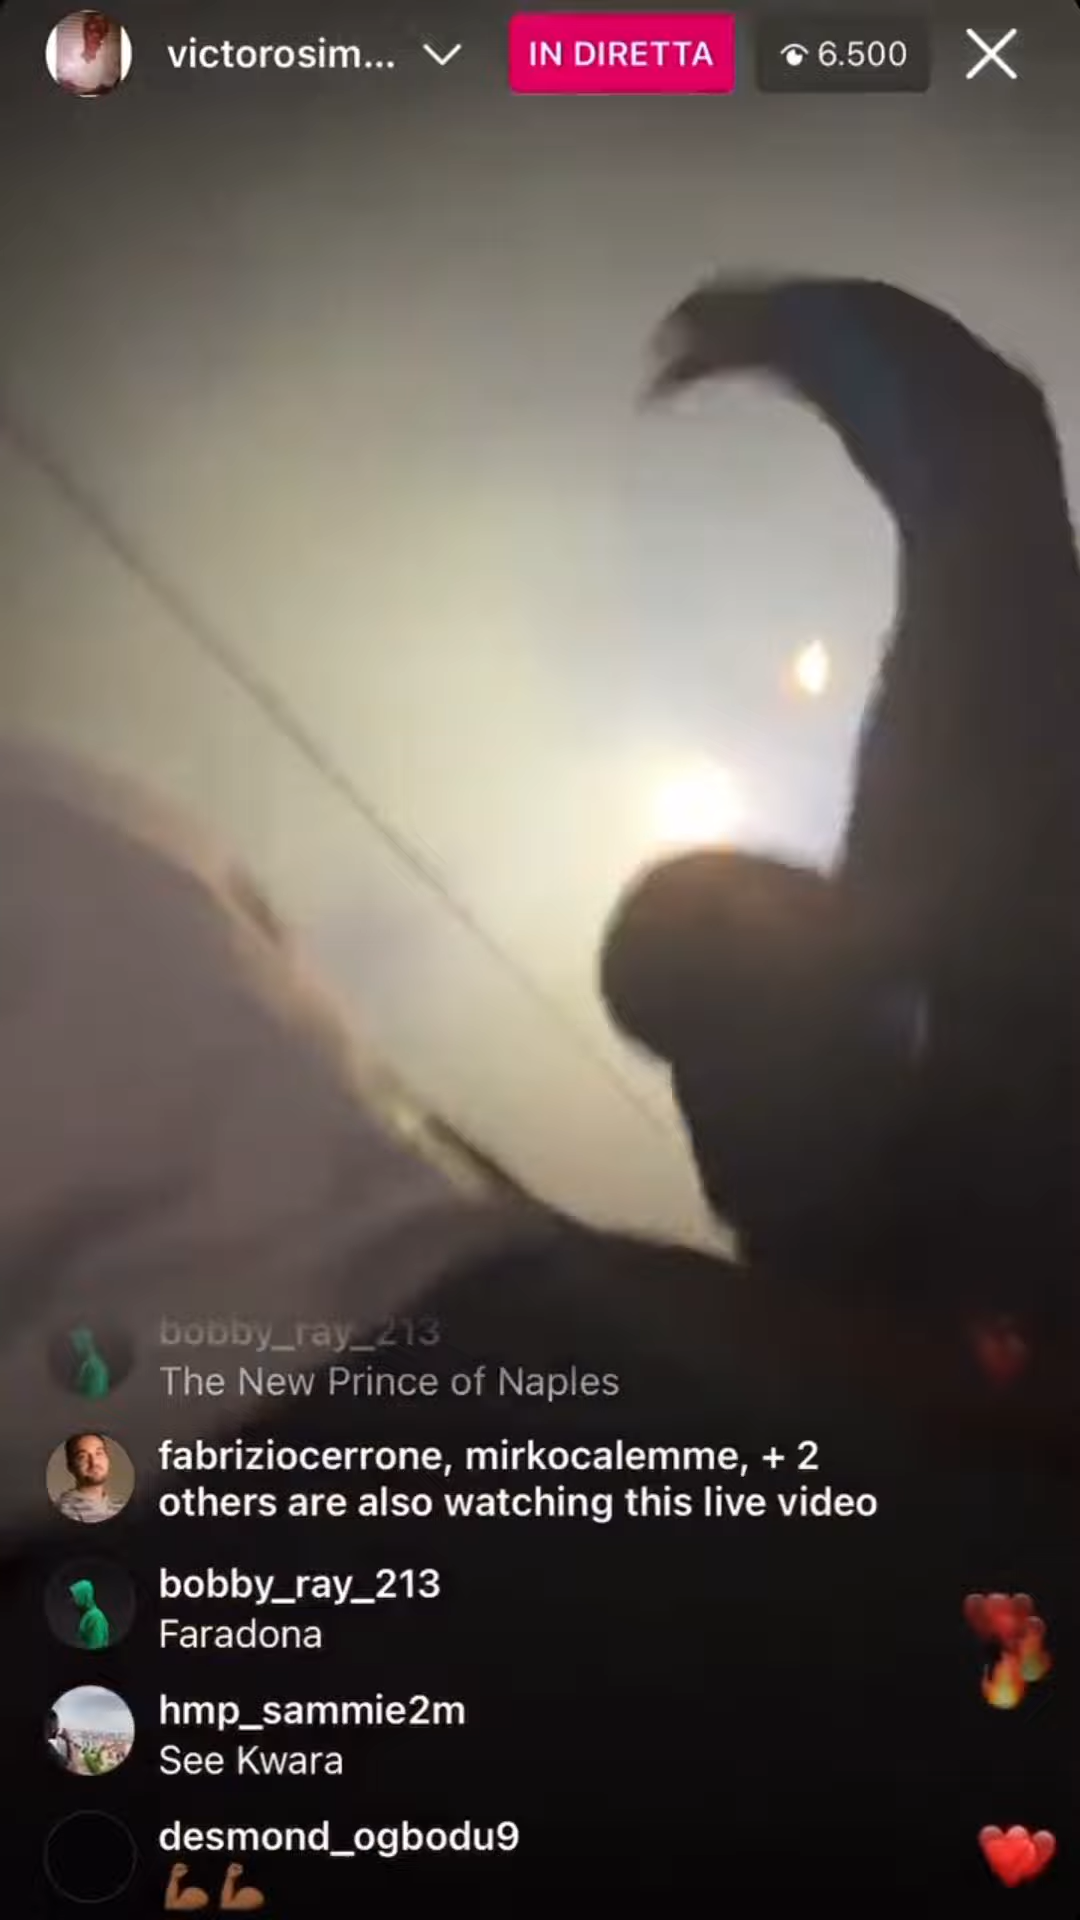 victorosim...
IN DIRETTA
6.500
bobby_ray_213
The New Prince of Naples
fabriziocerrone, mirkocalemme, + 2
others are also watching this live video
bobby_ray_213
Faradona
hmp_sammie2m
See Kwara
desmond_ogbodu9
💪🏾💪🏾